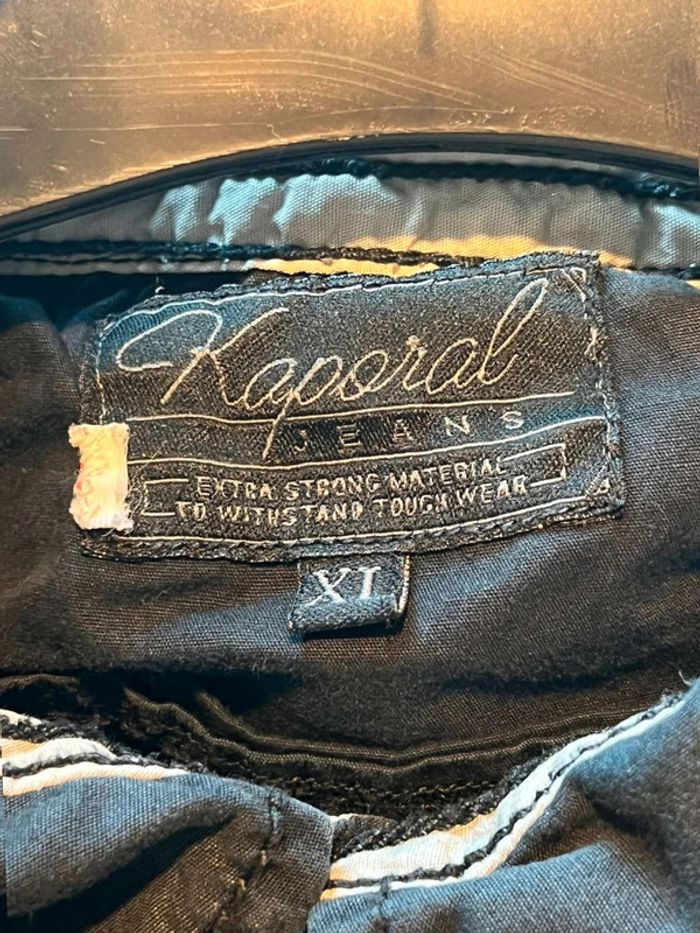 Kaporal
JEANS
EXTRA STRONG MATERIAL
TO WITHSTAND TOUGH WEAR
XL